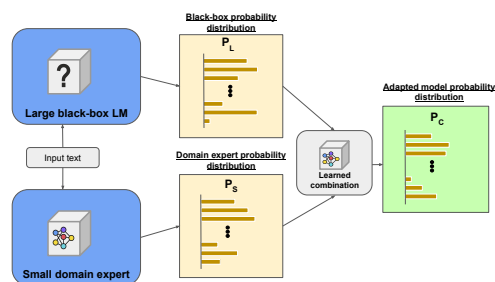 Black-box probability
distribution
P_L
?
Large black-box LM
Input text
Small domain expert
Domain expert probability
distribution
P_S
Learned
combination
Adapted model probability
distribution
P_C